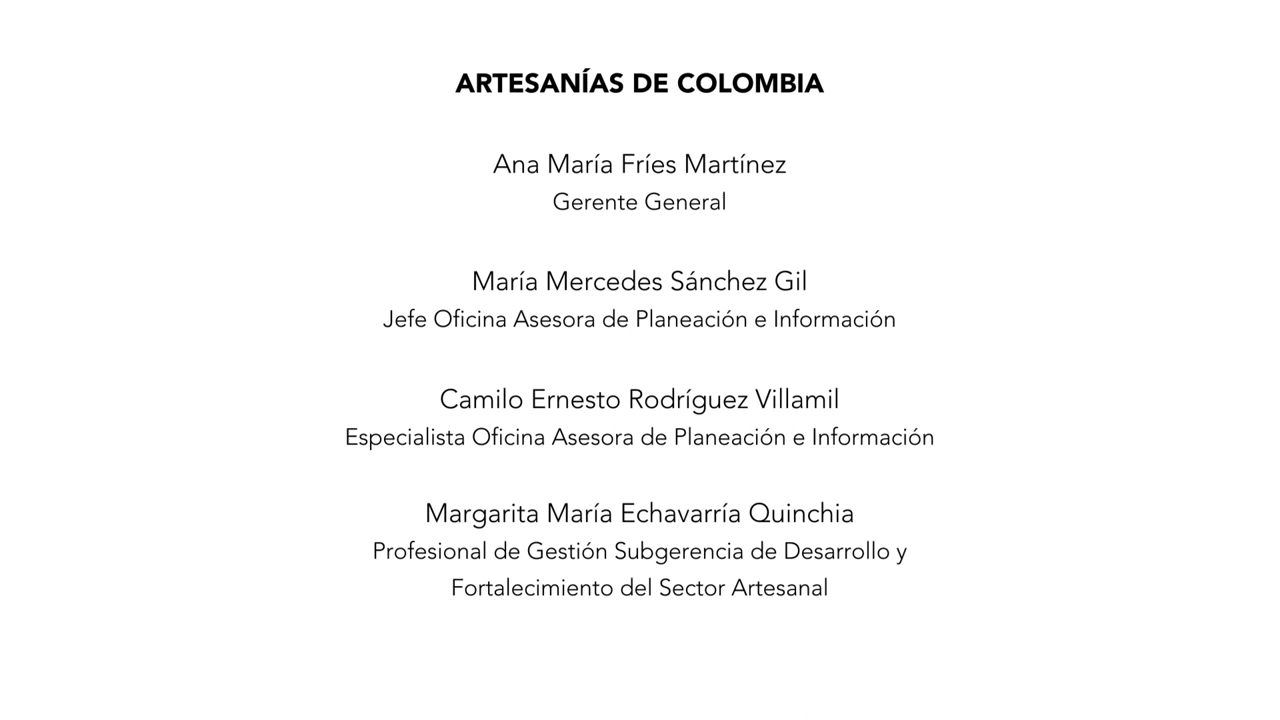 ARTESANÍAS DE COLOMBIA
Ana María Fríes Martínez
Gerente General
María Mercedes Sánchez Gil
Jefe Oficina Asesora de Planeación e Información
Camilo Ernesto Rodríguez Villamil
Especialista Oficina Asesora de Planeación e Información
Margarita María Echavarría Quinchia
Profesional de Gestión Subgerencia de Desarrollo y
Fortalecimiento del Sector Artesanal